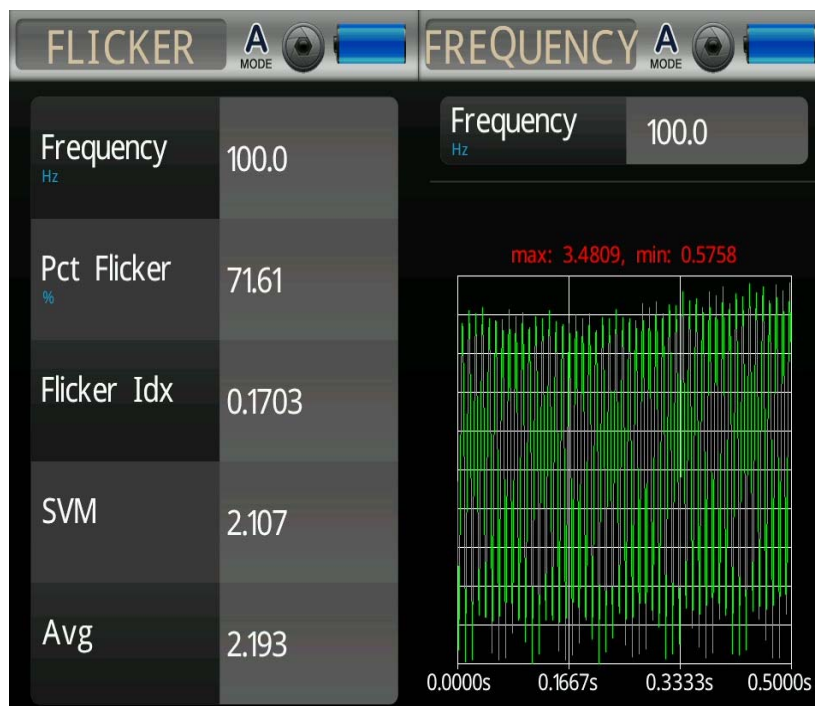 FLICKER
A
MODE
Frequency
Hz
100.0
Pct Flicker
%
71.61
Flicker Idx
0.1703
SVM
2.107
Avg
2.193
FREQUENCY
A
MODE
Frequency
Hz
100.0
max: 3.4809, min: 0.5758
0.0000s 0.1667s 0.3333s 0.5000s